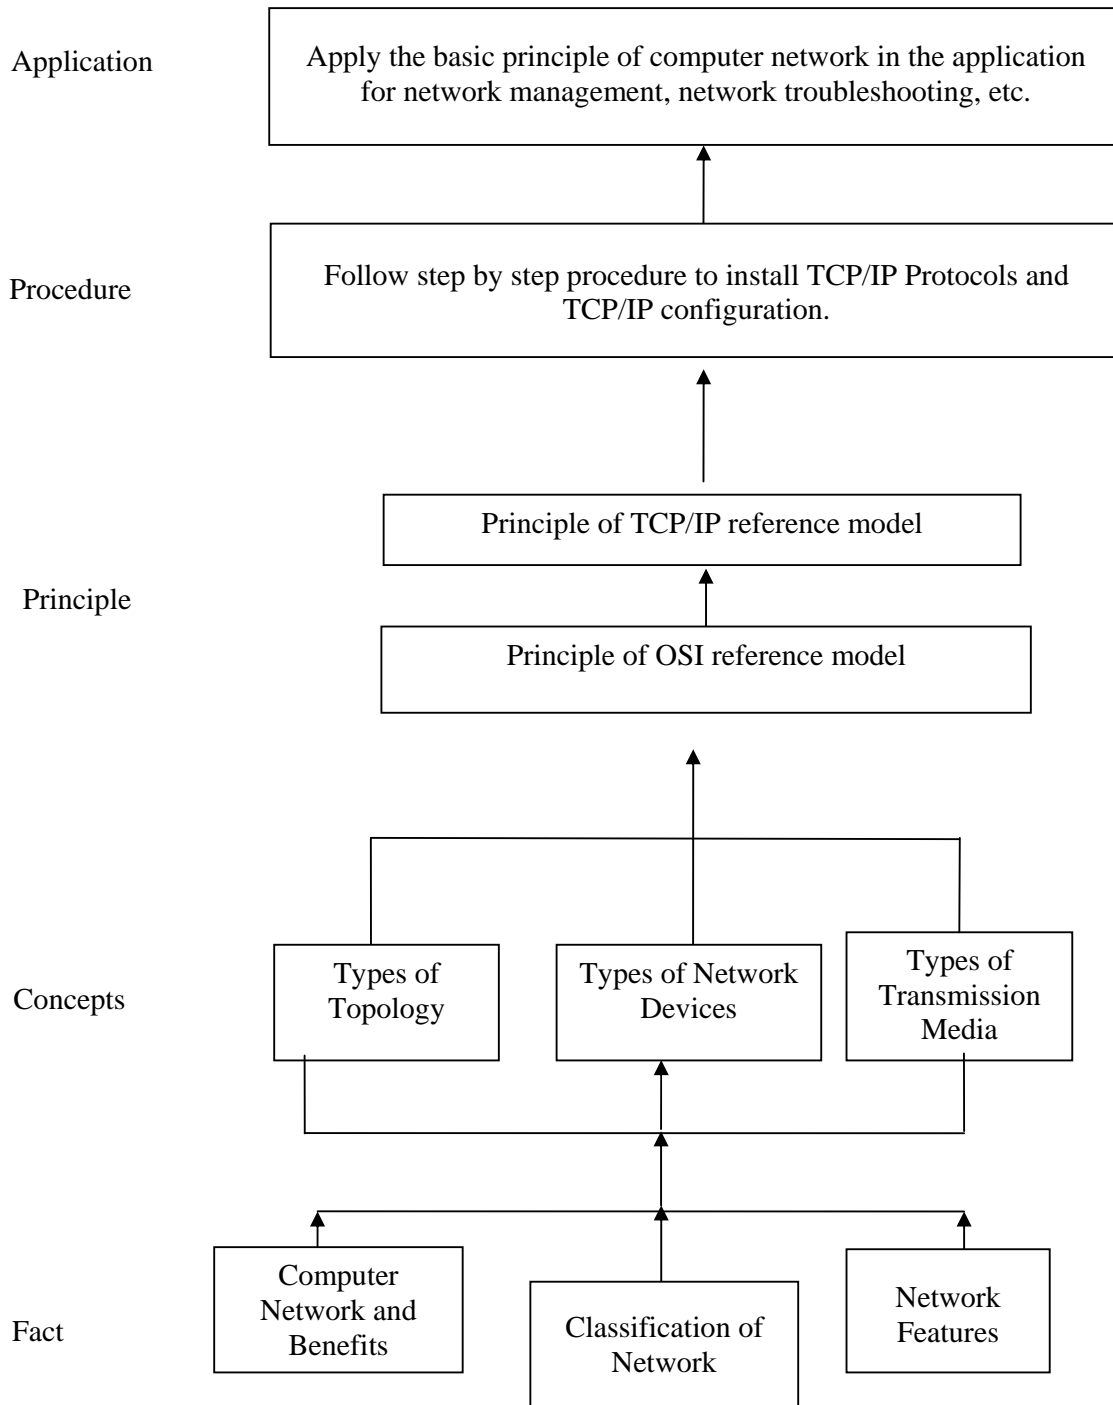 Application
Apply the basic principle of computer network in the application
for network management, network troubleshooting, etc.
Procedure
Follow step by step procedure to install TCP/IP Protocols and
TCP/IP configuration.
Principle of TCP/IP reference model
Principle
Principle of OSI reference model
Concepts
Types of
Topology
Types of Network
Devices
Types of
Transmission
Media
Fact
Computer
Network and
Benefits
Classification of
Network
Network
Features